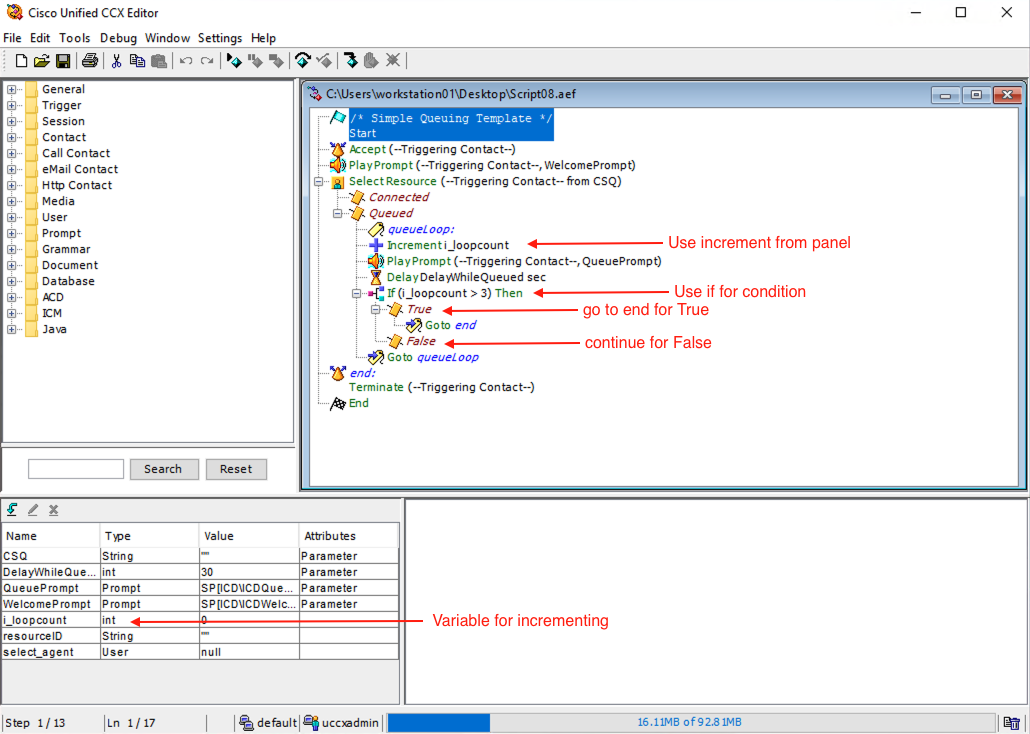 Cisco Unified CCX Editor
File Edit Tools Debug Window Settings Help
General
Trigger
Session
Contact
Call Contact
eMail Contact
Http Contact
Media
User
Prompt
Grammar
Document
Database
ACD
ICM
Java
Search Reset
C:\Users\workstation01\Desktop\Script08.aef
/* Simple Queuing Template */
Start
Accept (--Triggering Contact--)
PlayPrompt (--Triggering Contact--, WelcomePrompt)
Select Resource (--Triggering Contact-- from CSQ)
Connected
Queued
queueLoop:
Increment i_loopcount
Use increment from panel
PlayPrompt (--Triggering Contact--, QueuePrompt)
Delay DelayWhileQueued sec
If (i_loopcount > 3) Then
Use if for condition
True
go to end for True
Goto end
False
continue for False
Goto queueLoop
end:
Terminate (--Triggering Contact--)
End
Name Type Value Attributes
CSQ String "" Parameter
DelayWhileQue... int 30 Parameter
QueuePrompt Prompt SP[ICD\ICDQue... Parameter
WelcomePrompt Prompt SP[ICD\ICDWelc... Parameter
i_loopcount int 0
Variable for incrementing
resourceID String ""
select_agent User null
Step 1 / 13 Ln 1 / 17 default uccxadmin 16.11MB of 92.81MB